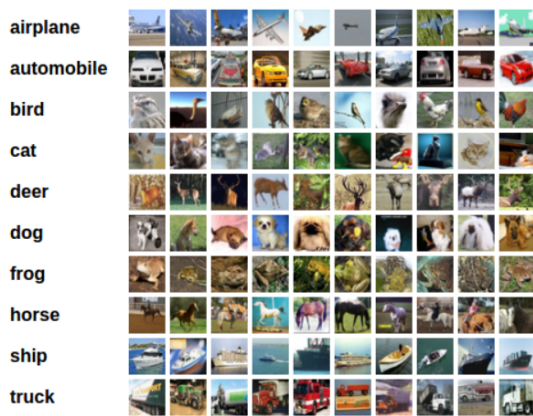 airplane
automobile
bird
cat
deer
dog
frog
horse
ship
truck